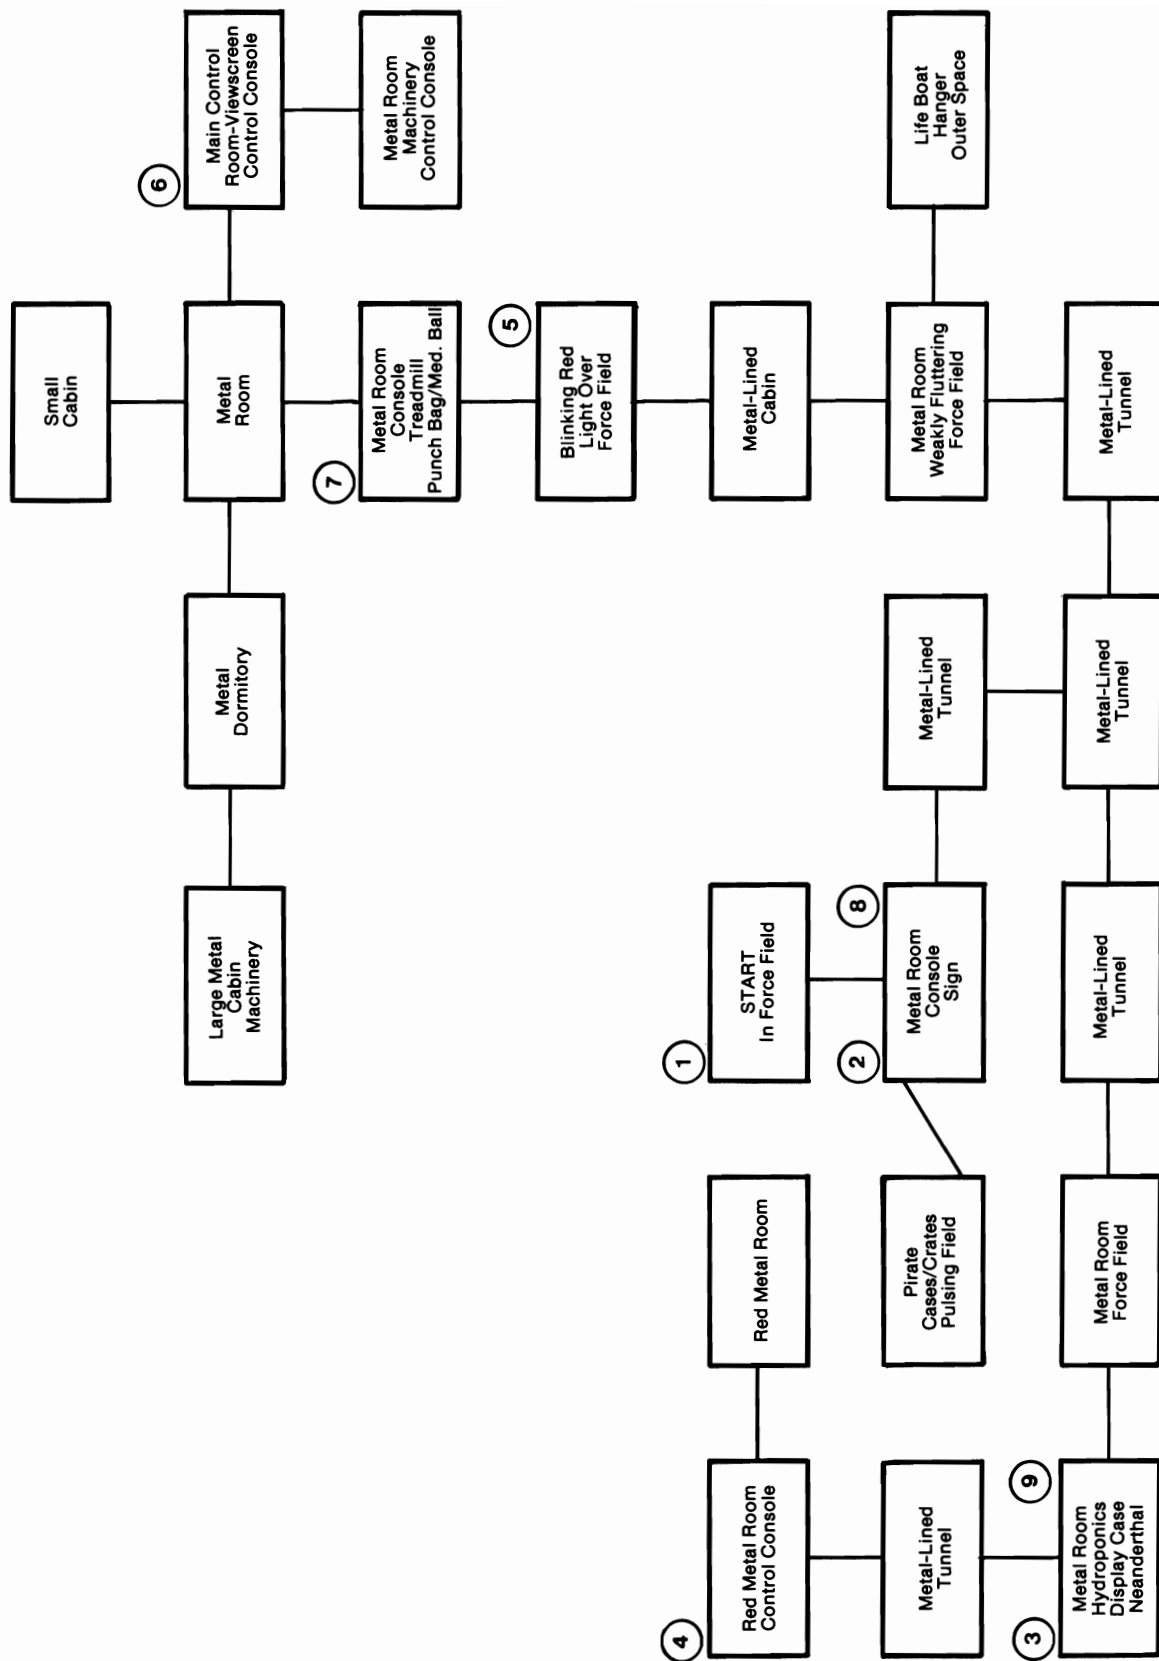 Small
Cabin
Large Metal
Cabin
Machinery
Metal
Dormitory
Metal
Room
6
Main Control
Room-Viewscreen
Control Console
7
Metal Room
Console
Treadmill
Punch Bag/Med. Ball
Metal Room
Machinery
Control Console
5
Blinking Red
Light Over
Force Field
4
Red Metal Room
Control Console
Red Metal Room
1
START
In Force Field
Metal-Lined
Cabin
Metal-Lined
Tunnel
Pirate
Cases/Crates
Pulsing Field
2
8
Metal Room
Console
Sign
Metal-Lined
Tunnel
Metal Room
Weakly Fluttering
Force Field
Life Boat
Hanger
Outer Space
3
9
Metal Room
Hydroponics
Display Case
Neanderthal
Metal Room
Force Field
Metal-Lined
Tunnel
Metal-Lined
Tunnel
Metal-Lined
Tunnel